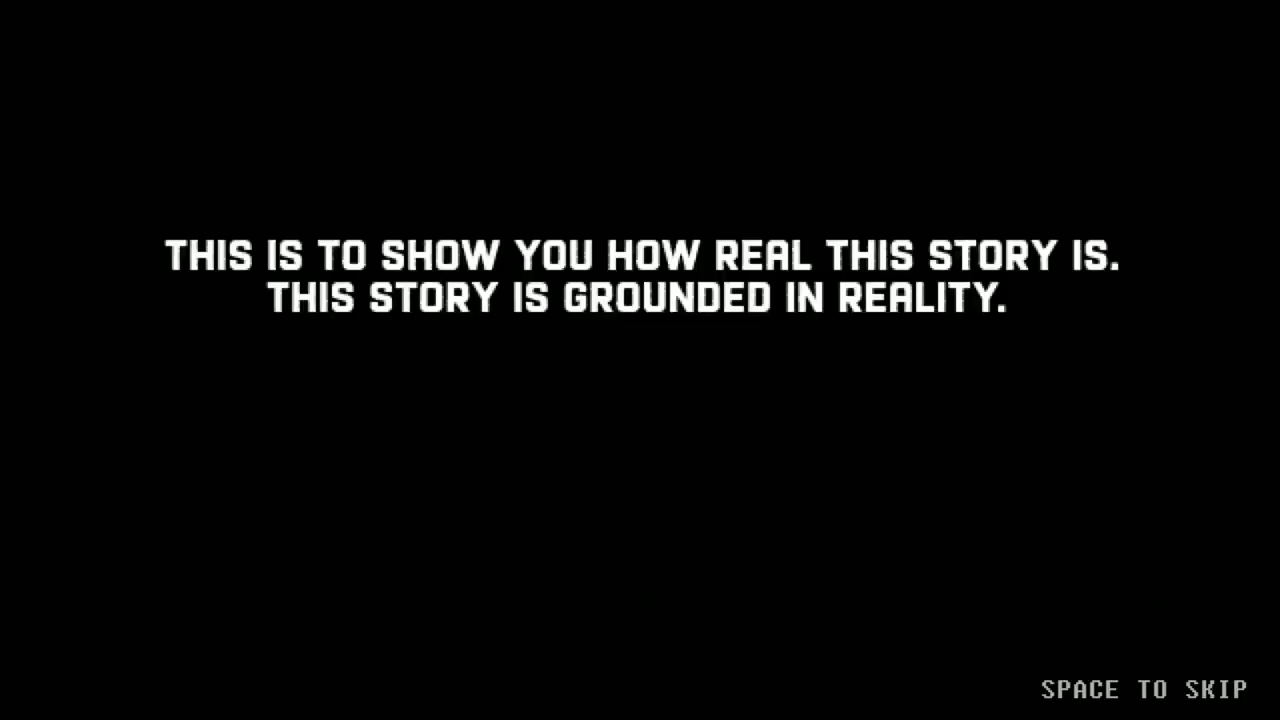 THIS IS TO SHOW YOU HOW REAL THIS STORY IS.
THIS STORY IS GROUNDED IN REALITY.
SPACE TO SKIP